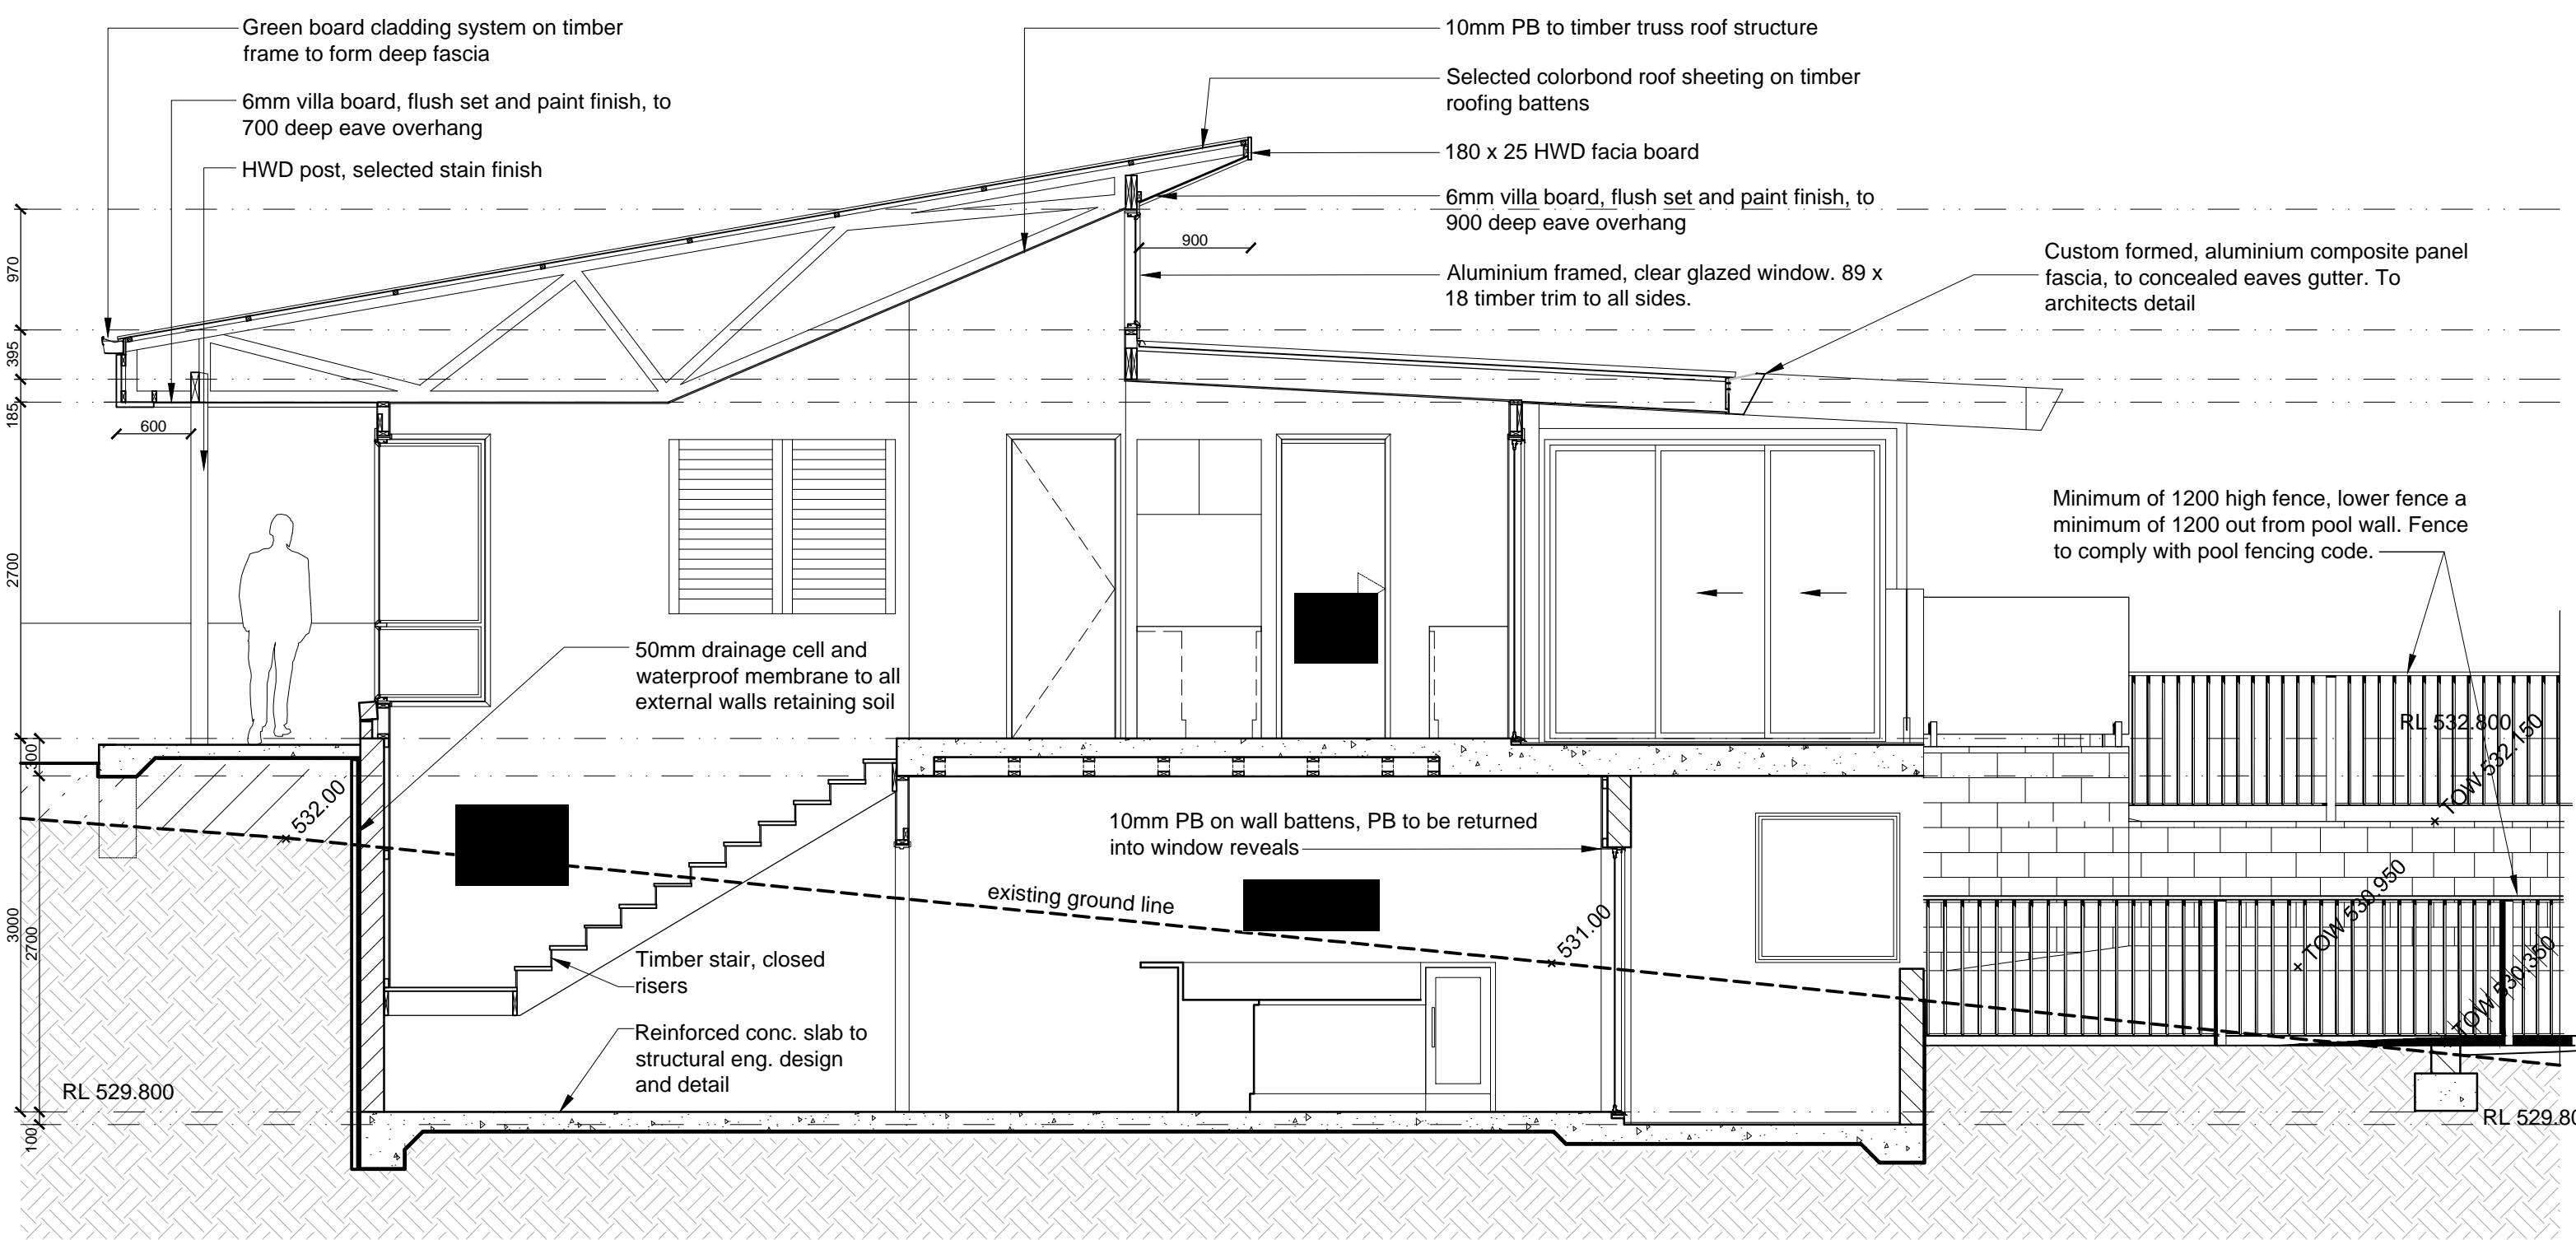 Green board cladding system on timber
frame to form deep fascia
6mm villa board, flush set and paint finish, to
700 deep eave overhang
HWD post, selected stain finish
10mm PB to timber truss roof structure
Selected colorbond roof sheeting on timber
roofing battens
180 x 25 HWD facia board
6mm villa board, flush set and paint finish, to
900 deep eave overhang
900
Aluminium framed, clear glazed window. 89 x
18 timber trim to all sides.
Custom formed, aluminium composite panel
fascia, to concealed eaves gutter. To
architects detail
970
395
185
600
2700
Minimum of 1200 high fence, lower fence a
minimum of 1200 out from pool wall. Fence
to comply with pool fencing code.
50mm drainage cell and
waterproof membrane to all
external walls retaining soil
300
RL 532.800
TOW 532.150
532.00
10mm PB on wall battens, PB to be returned
into window reveals
existing ground line
531.00
TOW 530.950
TOW 530.350
3000
2700
Timber stair, closed
risers
Reinforced conc. slab to
structural eng. design
and detail
RL 529.800
100
RL 529.80